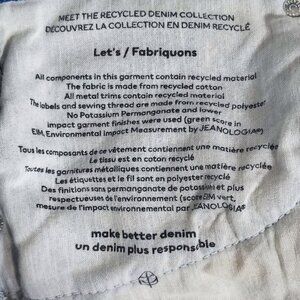 MEET THE RECYCLED DENIM COLLECTION
DÉCOUVREZ LA COLLECTION EN DENIM RECYCLÉ
Let's / Fabriquons
All components in this garment contain recycled material
The fabric is made from recycled cotton
All metal trims contain recycled material
The labels and sewing thread are made from recycled polyester
No Potassium Permanganate and lower
impact garment finishes were used (green score in
EIM, Environmental Impact Measurement by JEANOLOGIA®)
Tous les composants de ce vêtement contiennent une matière recyclée
Le tissu est en coton recyclé
Toutes les garnitures métalliques contiennent une matière recyclée
Les étiquettes et le fil sont en polyester recyclé
Des finitions sans permanganate de potassium et plus
respectueuses de l'environnement (score EIM vert,
mesure de l'impact environnemental par JEANOLOGIA®)
make better denim
un denim plus responsable